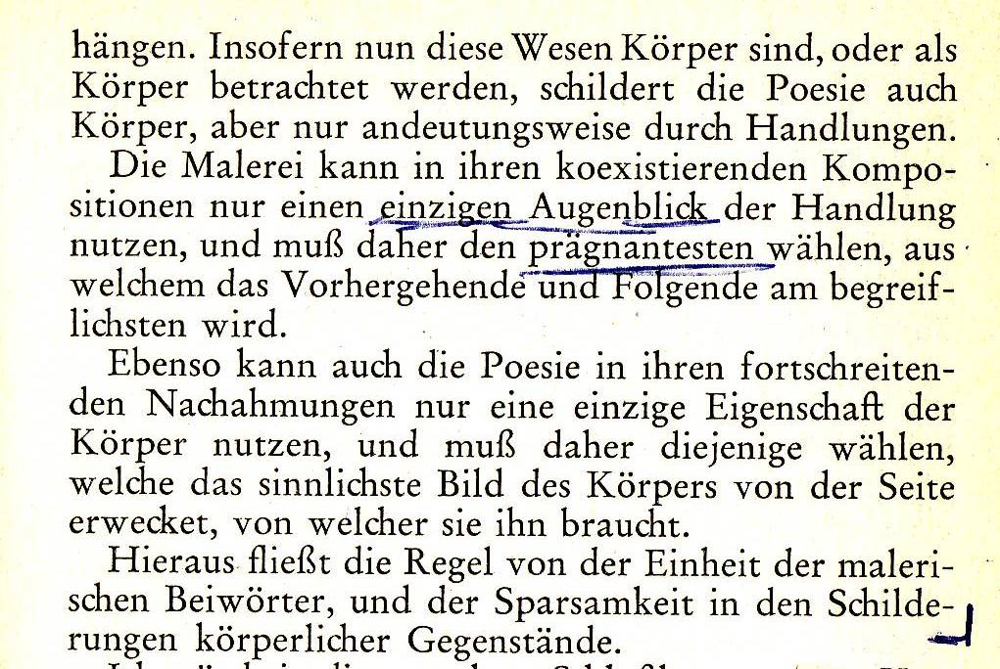 hängen. Insofern nun diese Wesen Körper sind, oder als
Körper betrachtet werden, schildert die Poesie auch
Körper, aber nur andeutungsweise durch Handlungen.
Die Malerei kann in ihren koexistierenden Kompo-
sitionen nur einen einzigen Augenblick der Handlung
nutzen, und muß daher den prägnantesten wählen, aus
welchem das Vorhergehende und Folgende am begreif-
lichsten wird.
Ebenso kann auch die Poesie in ihren fortschreiten-
den Nachahmungen nur eine einzige Eigenschaft der
Körper nutzen, und muß daher diejenige wählen,
welche das sinnlichste Bild des Körpers von der Seite
erwecket, von welcher sie ihn braucht.
Hieraus fließt die Regel von der Einheit der maleri-
schen Beiwörter, und der Sparsamkeit in den Schilde-
rungen körperlicher Gegenstände.